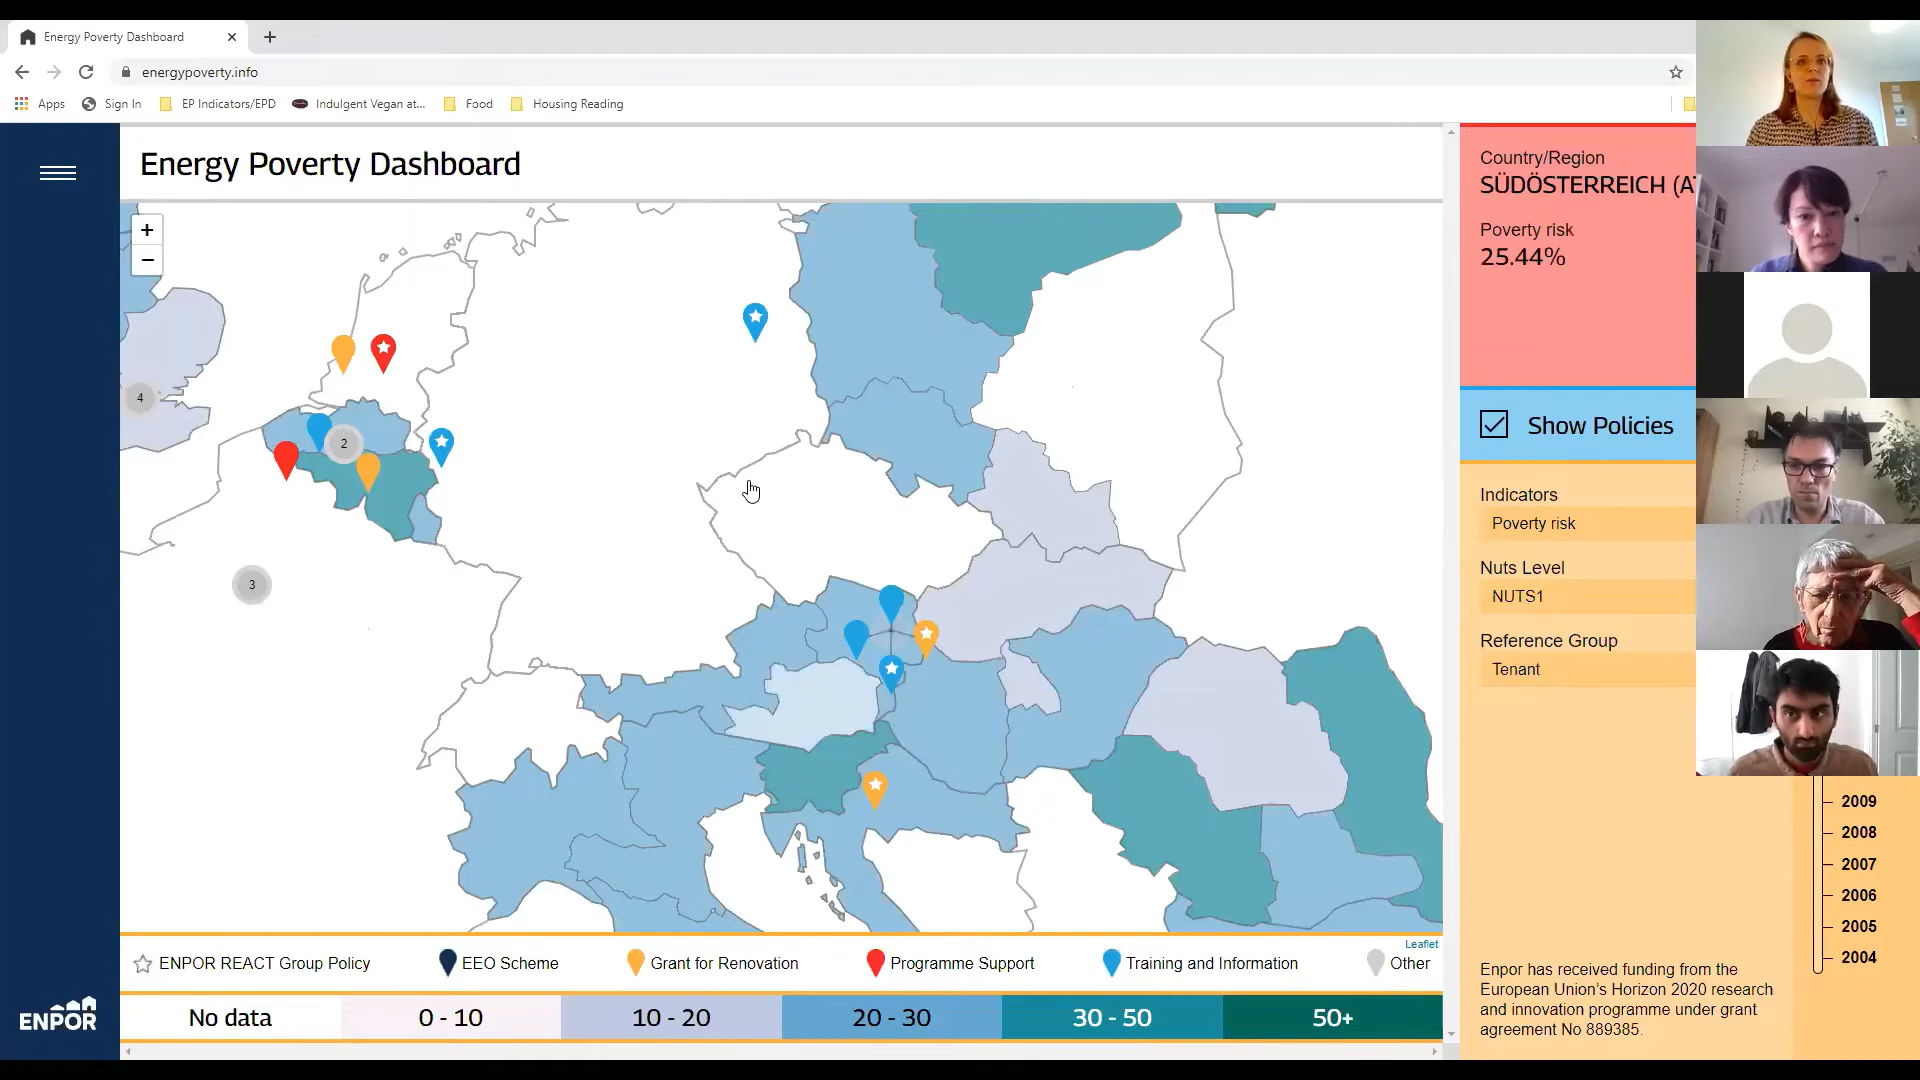 Energy Poverty Dashboard
energypoverty.info
Apps Sign In EP Indicators/EPD Indulgent Vegan at... Food Housing Reading
Energy Poverty Dashboard
+
−
4
2
3
Country/Region
SÜDÖSTERREICH (AT
Poverty risk
25.44%
Show Policies
Indicators
Poverty risk
Nuts Level
NUTS1
Reference Group
Tenant
2009
2008
2007
2006
2005
2004
Enpor has received funding from the
European Union's Horizon 2020 research
and innovation programme under grant
agreement No 889385.
Leaflet
ENPOR REACT Group Policy EEO Scheme Grant for Renovation Programme Support Training and Information Other
No data 0 - 10 10 - 20 20 - 30 30 - 50 50+
ENPOR